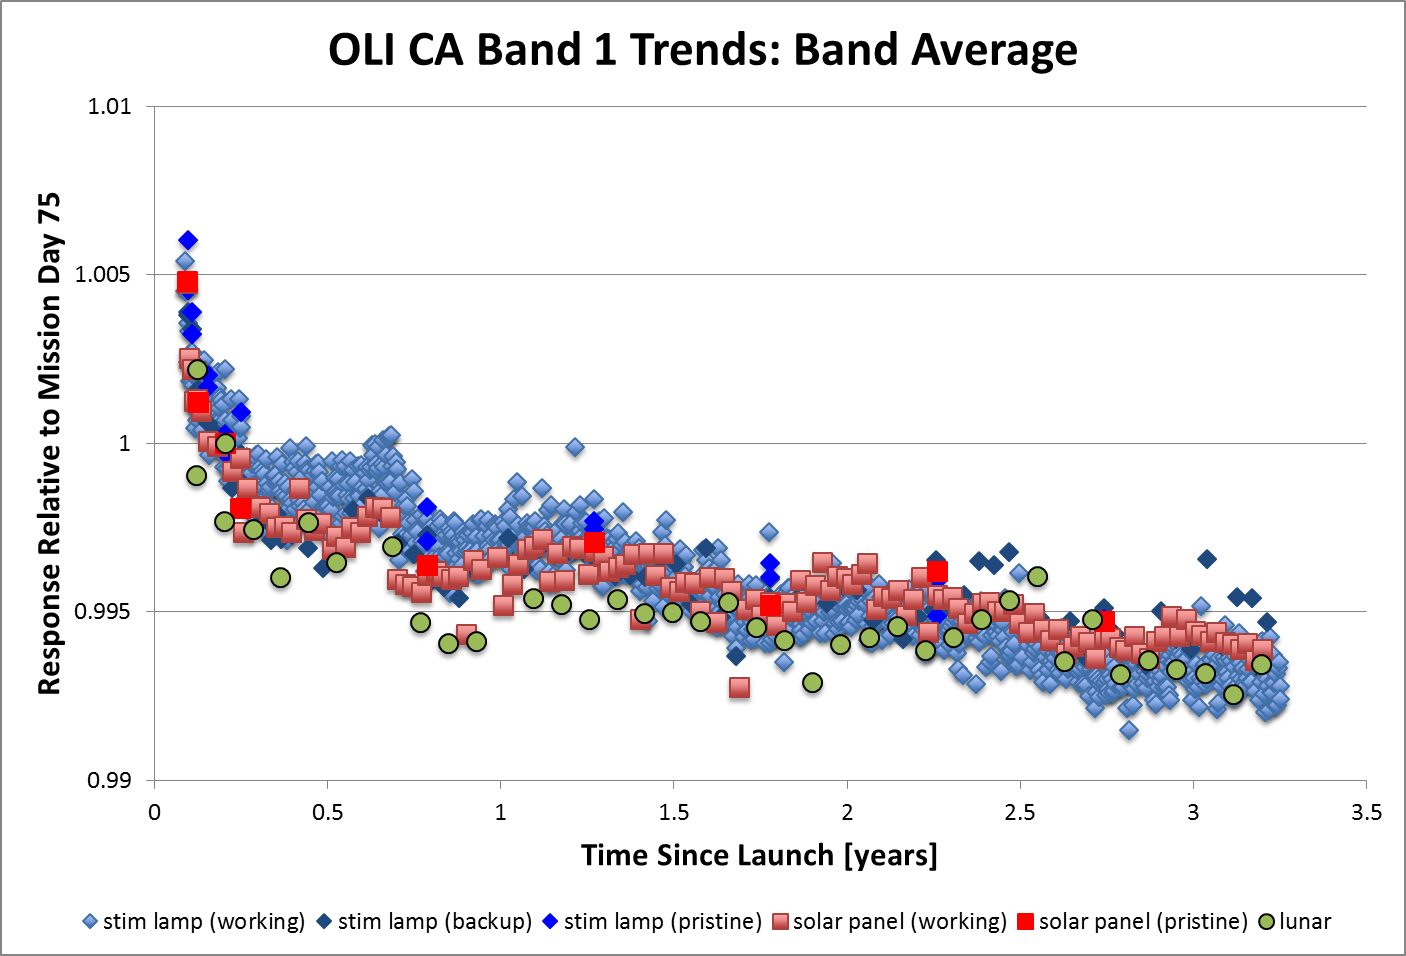 OLI CA Band 1 Trends: Band Average
Response Relative to Mission Day 75
1.01
1.005
1
0.995
0.99
0 0.5 1 1.5 2 2.5 3 3.5
Time Since Launch [years]
stim lamp (working) stim lamp (backup) stim lamp (pristine) solar panel (working) solar panel (pristine) lunar